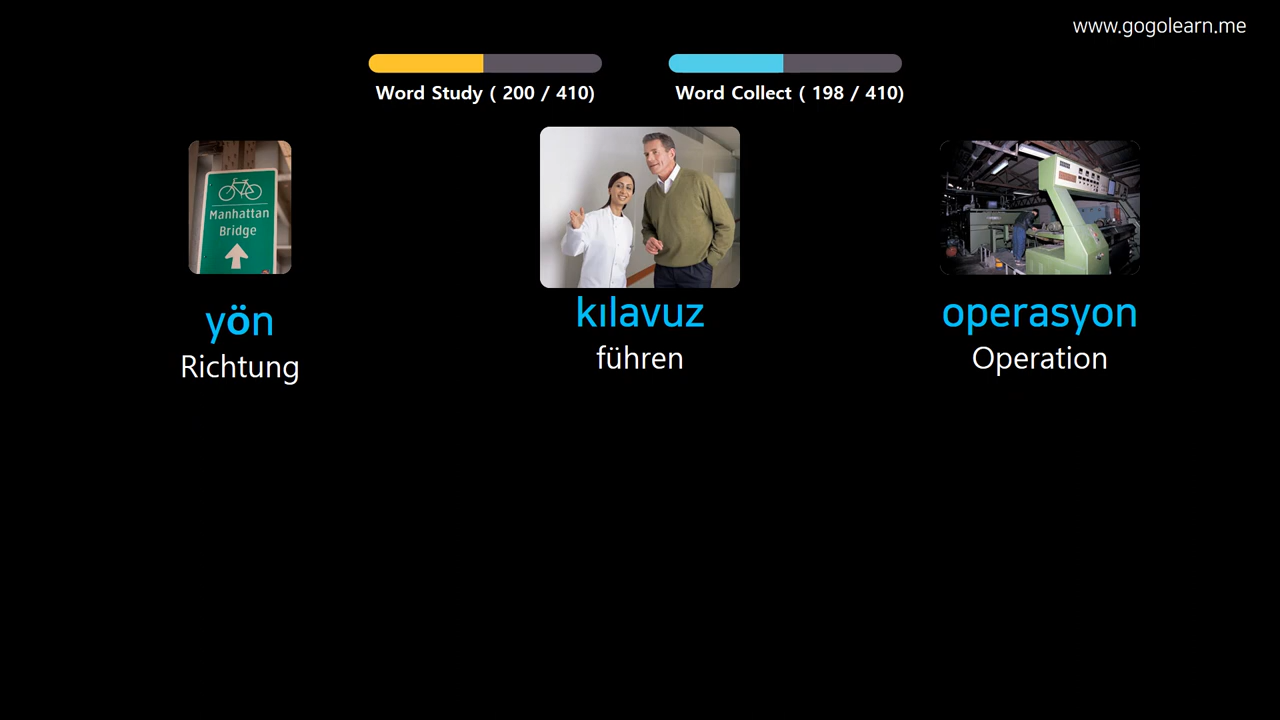 www.gogolearn.me
Word Study ( 200 / 410)
Word Collect ( 198 / 410)
Manhattan
Bridge
yön
Richtung
kılavuz
führen
operasyon
Operation